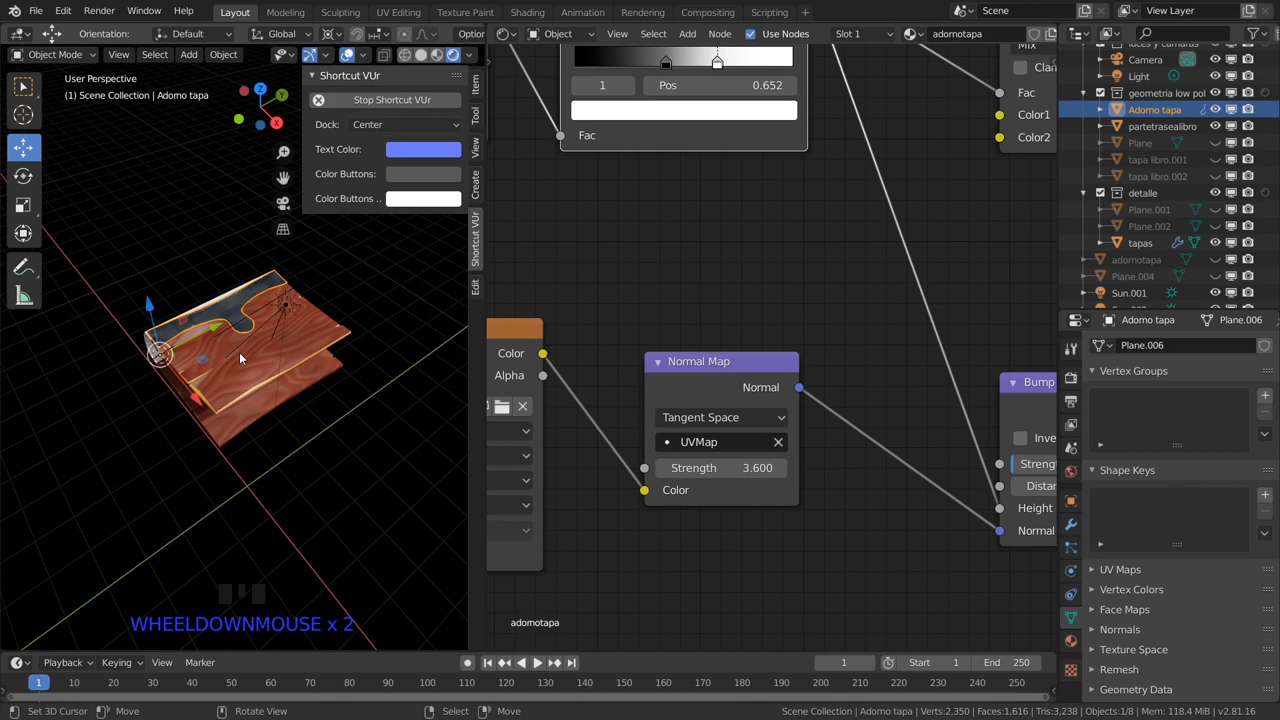 File Edit Render Window Help Layout Modeling Sculpting UV Editing Texture Paint Shading Animation Rendering Compositing Scripting + Scene View Layer
Orientation: Default Global Option Object View Select Add Node Use Nodes Slot 1 adornotapa
Object Mode View Select Add Object
User Perspective
(1) Scene Collection | Adorno tapa
Shortcut VUr
Stop Shortcut VUr
Dock: Center
Text Color:
Color Buttons:
Color Buttons ..
Item
Tool
View
Create
Shortcut VUr
Edit
Z
Y
X
WHEELDOWNMOUSE x 2
1 Pos 0.652
Fac
Color
Alpha
Normal Map
Normal
Tangent Space
UVMap
Strength 3.600
Color
Mix
Clan
Fac
Color1
Color2
Bump
Inve
Streng
Distan
Height
Normal
adornotapa
luces y camaras
Camera
Light
geometria low pol
Adorno tapa
partetraselibro
Plane
tapa libro.001
tapa libro.002
detalle
Plane.001
Plane.002
tapas
adornotapa
Plane.004
Sun.001
Adorno tapa Plane.006
Plane.006
Vertex Groups
Shape Keys
UV Maps
Vertex Colors
Face Maps
Normals
Texture Space
Remesh
Geometry Data
Playback Keying View Marker 1 Start 1 End 250
1 10 20 30 40 50 60 70 80 90 100 110 120 130 140 150 160 170 180 190 200 210 220 230 240 250
Set 3D Cursor Move Rotate View Select Move Scene Collection | Adorno tapa | Verts:2,350 | Faces:1,616 | Tris:3,238 | Objects:1/8 | Mem: 118.4 MiB | v2.81.16